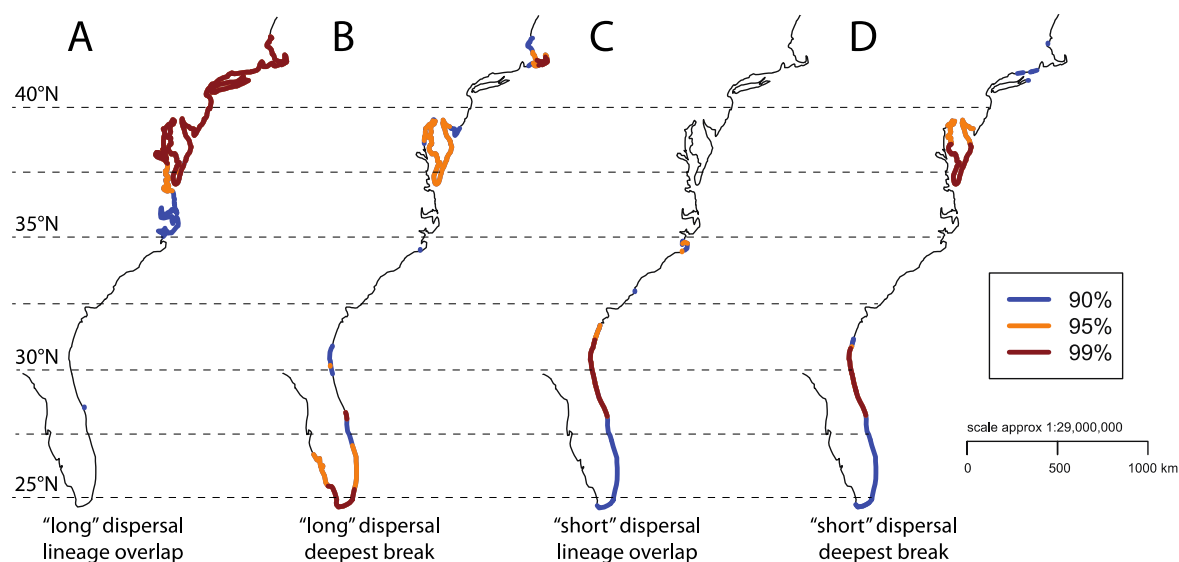 A B C D
40°N
35°N
30°N
25°N
90%
95%
99%
scale approx 1:29,000,000
0 500 1000 km
"long" dispersal
lineage overlap
"long" dispersal
deepest break
"short" dispersal
lineage overlap
"short" dispersal
deepest break